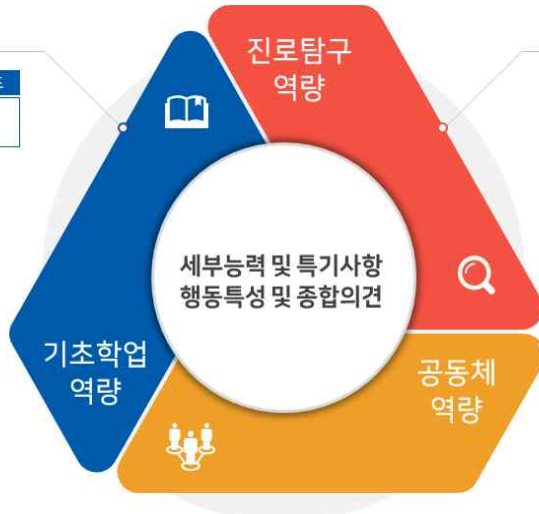 진로탐구
역량
세부능력 및 특기사항
행동특성 및 종합의견
기초학업
역량
공동체
역량